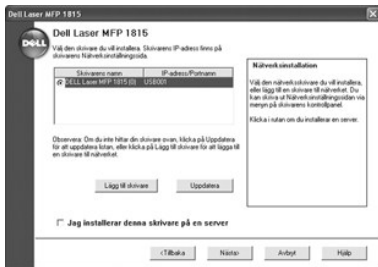 Dell Laser MFP 1815
DELL
Dell Laser MFP 1815
Välj den skrivare du vill installera. Skrivarens IP-adress finns på
skrivarens Nätverksinställningssida.
Skrivarens namn IP-adress/Portnamn
DELL Laser MFP 1815 (0) USB001
Observera: Om du inte hittar din skrivare ovan, klicka på Uppdatera
för att uppdatera listan, eller klicka på Lägg till skrivare för att lägga till
en skrivare till nätverket.
Lägg till skrivare Uppdatera
Nätverksinstallation
Välj den nätverksskrivare du vill installera,
eller lägg till en skrivare till nätverket. Du
kan skriva ut Nätverksinställningssidan via
menyn på skrivarens kontrollpanel.
Klicka i rutan om du installerar en server.
Jag installerar denna skrivare på en server
<Tillbaka Nästa> Avbryt Hjälp